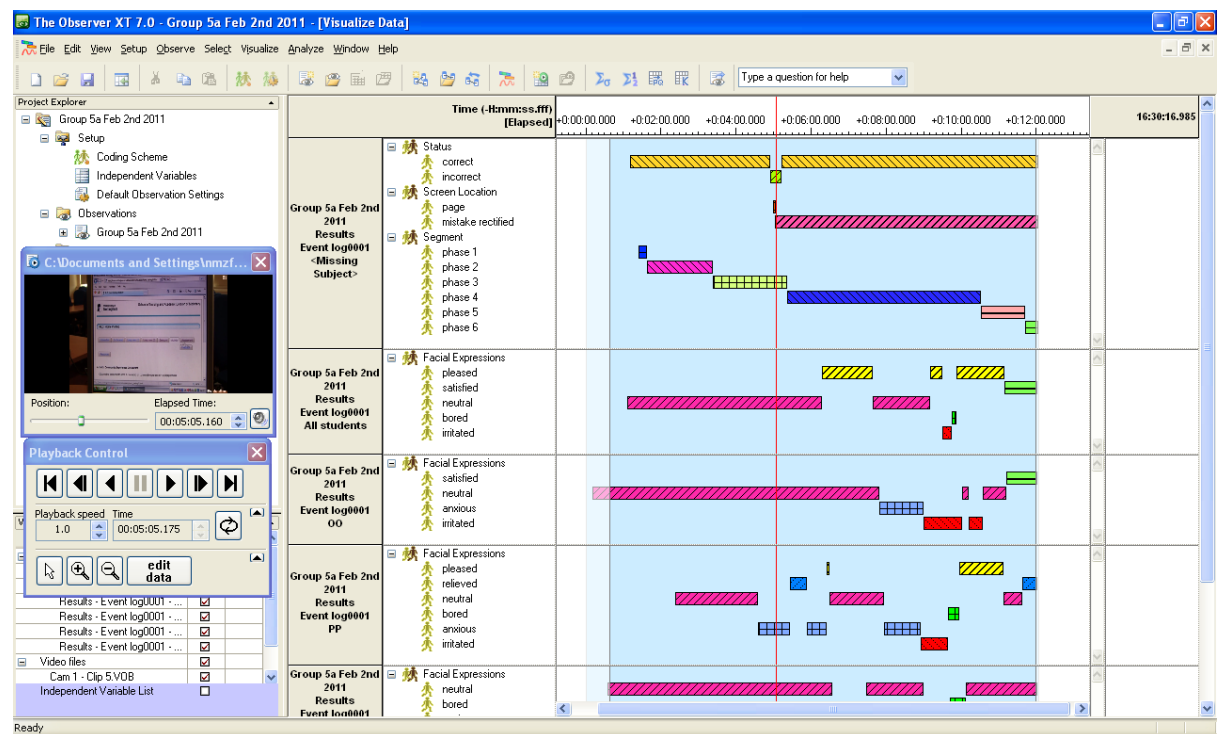 The Observer XT 7.0 - Group 5a Feb 2nd 2011 - [Visualize Data]
File Edit View Setup Observe Select Visualize Analyze Window Help
Type a question for help
Project Explorer
Group 5a Feb 2nd 2011
Setup
Coding Scheme
Independent Variables
Default Observation Settings
Observations
Group 5a Feb 2nd 2011
C:\Documents and Settings\nmzf...
Position: Elapsed Time:
00:05:05.160
Playback Control
Playback speed Time
1.0 00:05:05.175
edit
data
Results - Event log0001 - ...
Results - Event log0001 - ...
Results - Event log0001 - ...
Results - Event log0001 - ...
Video files
Cam 1 - Clip 5.VOB
Independent Variable List
Time (-H:mm:ss.fff)
[Elapsed]
+0:00:00.000 +0:02:00.000 +0:04:00.000 +0:06:00.000 +0:08:00.000 +0:10:00.000 +0:12:00.000
16:30:16.985
Group 5a Feb 2nd
2011
Results
Event log0001
<Missing
Subject>
Status
correct
incorrect
Screen Location
page
mistake rectified
Segment
phase 1
phase 2
phase 3
phase 4
phase 5
phase 6
Group 5a Feb 2nd
2011
Results
Event log0001
All students
Facial Expressions
pleased
satisfied
neutral
bored
irritated
Group 5a Feb 2nd
2011
Results
Event log0001
OO
Facial Expressions
satisfied
neutral
anxious
irritated
Group 5a Feb 2nd
2011
Results
Event log0001
PP
Facial Expressions
pleased
relieved
neutral
bored
anxious
irritated
Group 5a Feb 2nd
2011
Results
Event log0001
Facial Expressions
neutral
bored
Ready